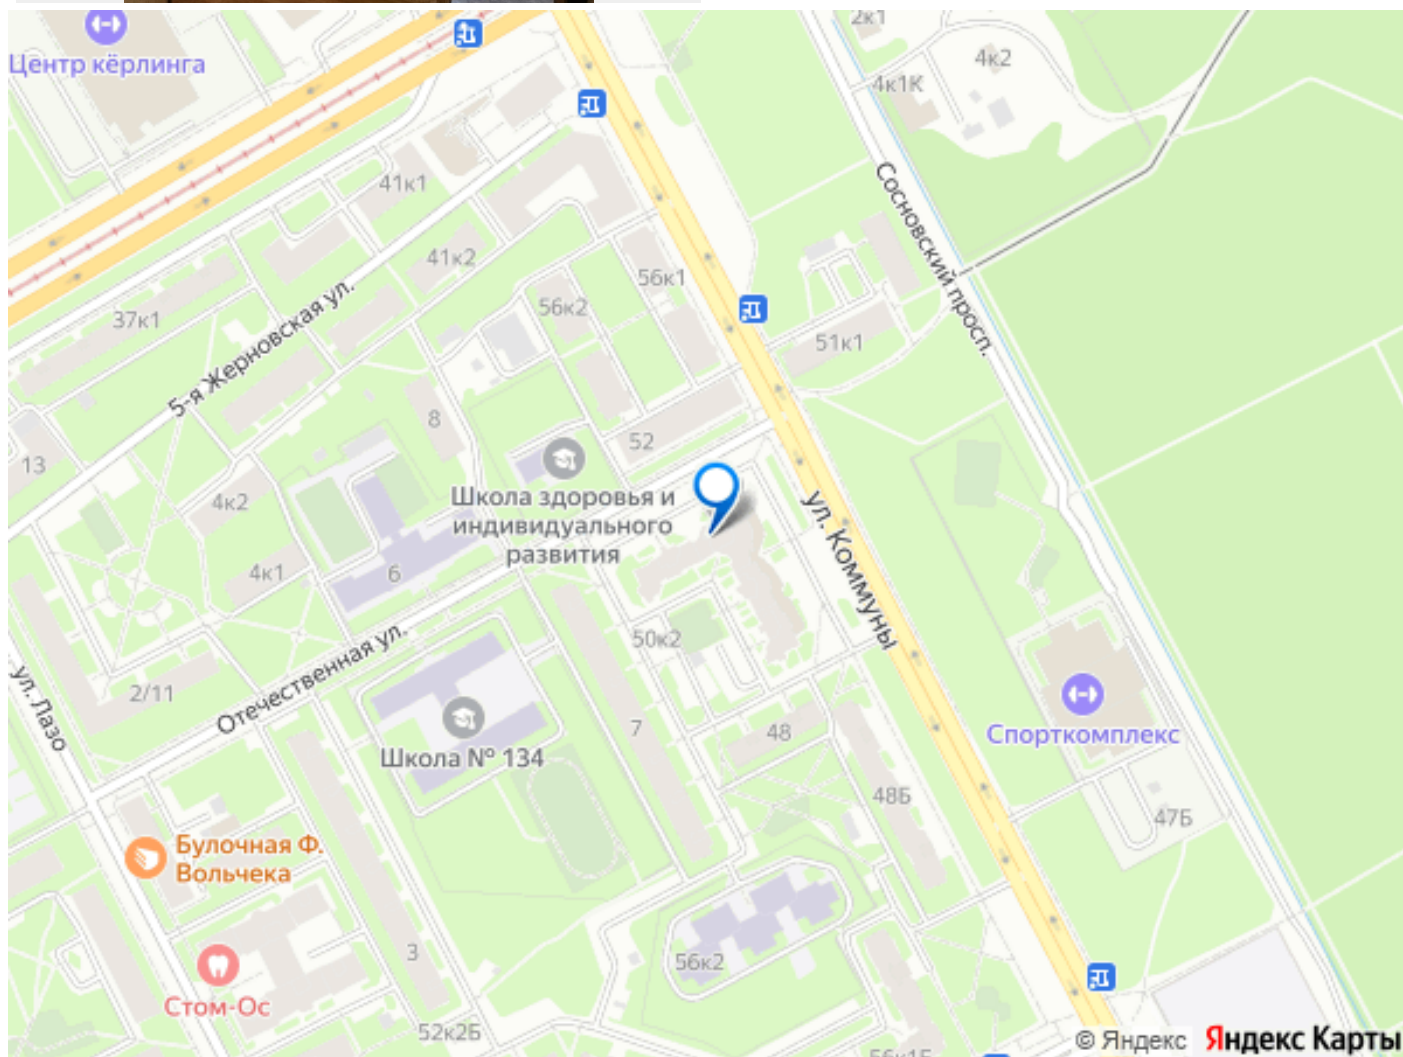 2к1
Центр кёрлинга
4к2
4к1К
41к1
Сосновский просп.
41к2
56к1
56к2
37к1
51к1
5-я Жерновская ул.
8
52
13
Школа здоровья и
индивидуального
развития
4к2
ул. Коммуны
4к1
6
50к2
Отечественная ул.
2/11
ул. Лазо
7
48
Спорткомплекс
Школа № 134
48Б
47Б
Булочная Ф.
Вольчека
3
56к2
Стом-Ос
52к2Б
© Яндекс Яндекс Карты